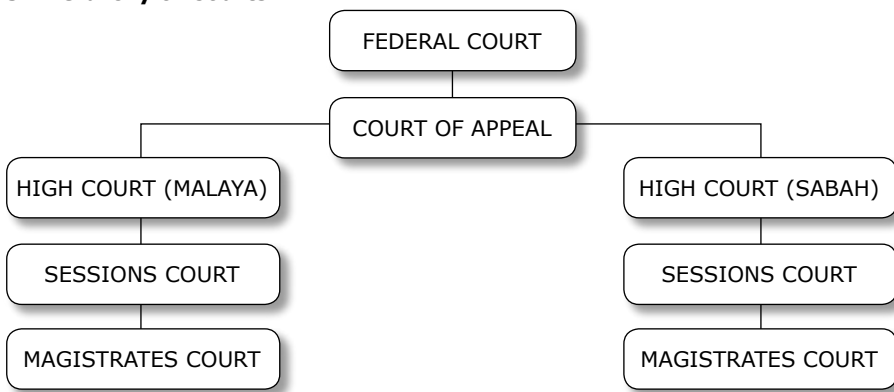 FEDERAL COURT
COURT OF APPEAL
HIGH COURT (MALAYA)
HIGH COURT (SABAH)
SESSIONS COURT
SESSIONS COURT
MAGISTRATES COURT
MAGISTRATES COURT